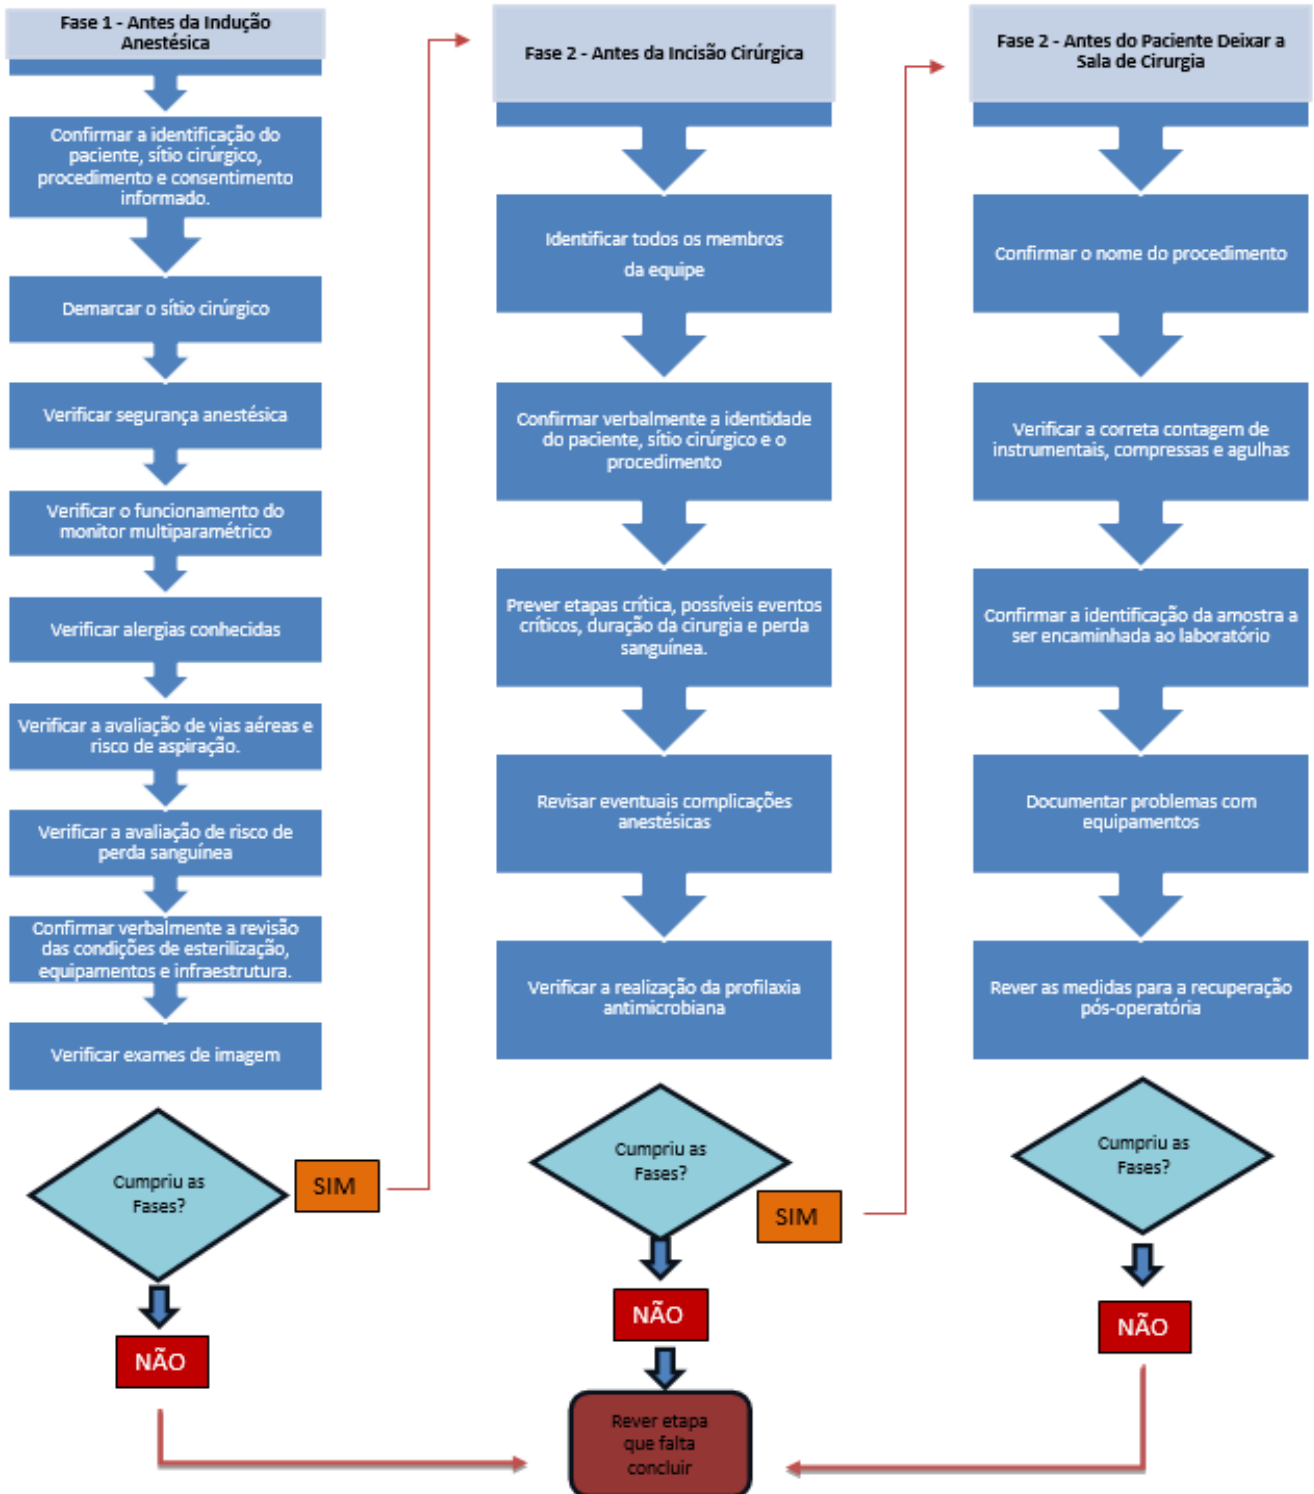 Fase 1 - Antes da Indução
Anestésica
Confirmar a identificação do
paciente, sítio cirúrgico,
procedimento e consentimento
informado.
Demarcar o sítio cirúrgico
Verificar segurança anestésica
Verificar o funcionamento do
monitor multiparamétrico
Verificar alergias conhecidas
Verificar a avaliação de vias aéreas e
risco de aspiração.
Verificar a avaliação de risco de
perda sanguínea
Confirmar verbalmente a revisão
das condições de esterilização,
equipamentos e infraestrutura.
Verificar exames de imagem
Cumpriu as
Fases?
SIM
NÃO
Fase 2 - Antes da Incisão Cirúrgica
Identificar todos os membros
da equipe
Confirmar verbalmente a identidade
do paciente, sítio cirúrgico e o
procedimento
Prever etapas crítica, possíveis eventos
críticos, duração da cirurgia e perda
sanguínea.
Revisar eventuais complicações
anestésicas
Verificar a realização da profilaxia
antimicrobiana
Cumpriu as
Fases?
SIM
NÃO
Rever etapa
que falta
concluir
Fase 2 - Antes do Paciente Deixar a
Sala de Cirurgia
Confirmar o nome do procedimento
Verificar a correta contagem de
instrumentais, compressas e agulhas
Confirmar a identificação da amostra a
ser encaminhada ao laboratório
Documentar problemas com
equipamentos
Rever as medidas para a recuperação
pós-operatória
Cumpriu as
Fases?
NÃO